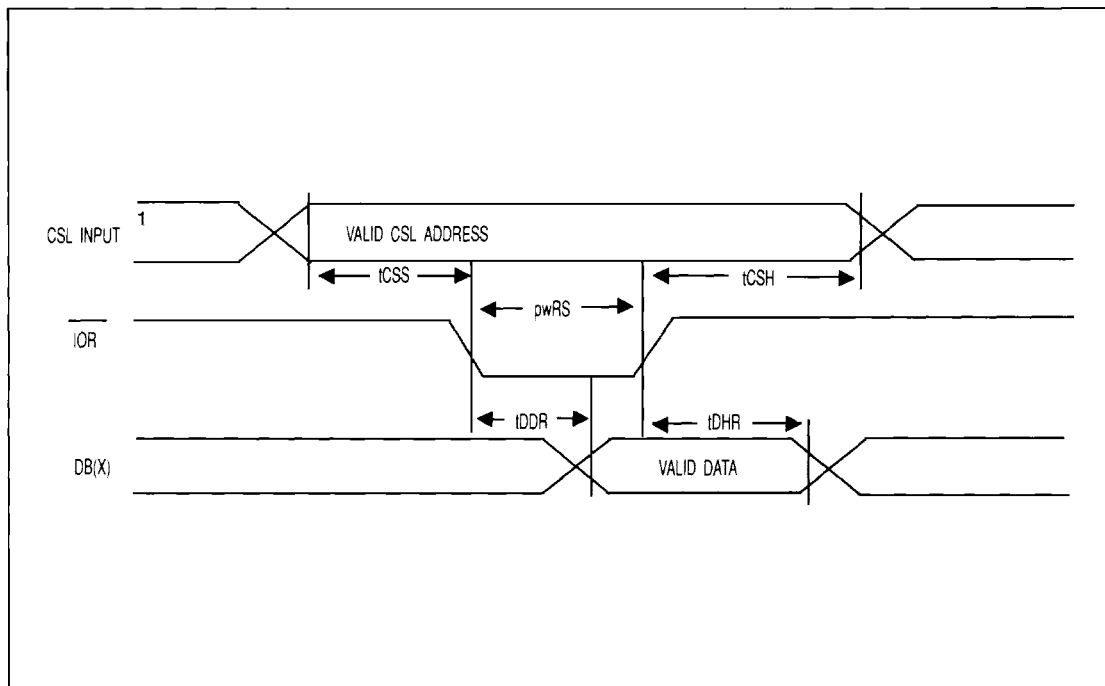 1
CSL INPUT
VALID CSL ADDRESS
tCSS
tCSH
pwRS
IOR
tDDR
tDHR
DB(X)
VALID DATA